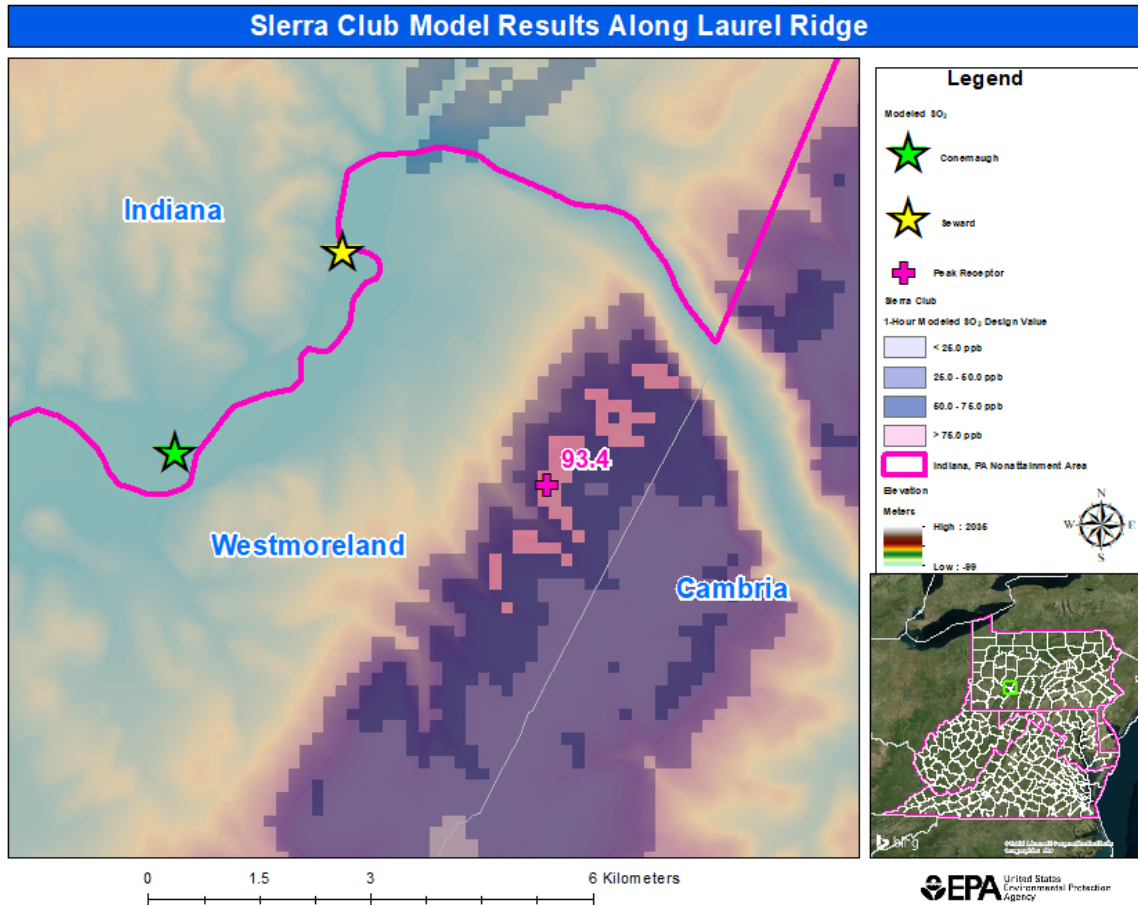 Sierra Club Model Results Along Laurel Ridge
Indiana
93.4
Westmoreland
Cambria
Legend
Modeled SO₂
Conemaugh
Seward
Peak Receptor
Sierra Club
1-Hour Modeled SO₂ Design Value
< 25.0 ppb
25.0 - 50.0 ppb
50.0 - 75.0 ppb
> 75.0 ppb
Indiana, PA Nonattainment Area
Elevation
Meters
High : 2035
Low : -99
N
W E
S
bing
0 1.5 3 6 Kilometers
EPA
United States
Environmental Protection
Agency